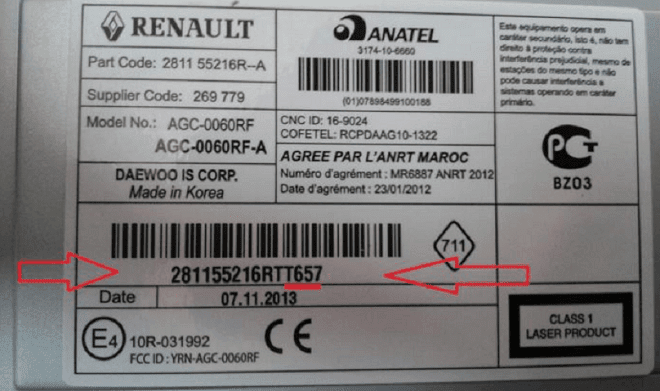 RENAULT
Part Code: 2811 55216R--A
Supplier Code: 269 779
Model No.: AGC-0060RF
AGC-0060RF-A
DAEWOO IS CORP.
Made in Korea
ANATEL
3174-10-6660
(01)07898499100188
CNC ID: 16-9024
COFETEL: RCPDAAG10-1322
AGREE PAR L'ANRT MAROC
Numéro d'agrément : MR6887 ANRT 2012
Date d'agrément : 23/01/2012
Este equipamento opera em
caráter secundário, isto é, não tem
direito à proteção contra
interferência prejudicial, mesmo de
estações do mesmo tipo e não
pode causar interferência a
sistemas operando em caráter
primário.
PCT
BZ03
281155216RTT657
711
Date 07.11.2013
E4 10R-031992
FCC ID : YRN-AGC-0060RF
CE
CLASS 1
LASER PRODUCT